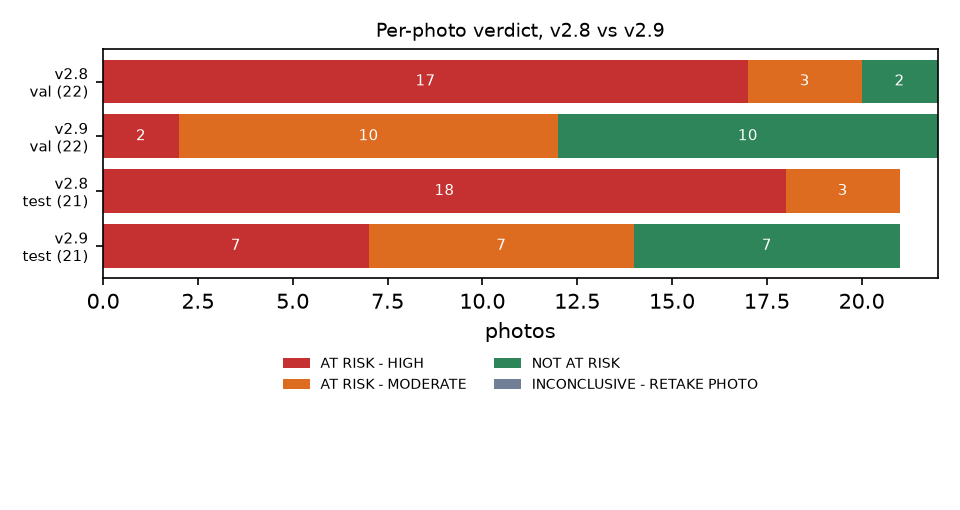 Per-photo verdict, v2.8 vs v2.9
v2.8
val (22)
17
3
2
v2.9
val (22)
2
10
10
v2.8
test (21)
18
3
v2.9
test (21)
7
7
7
0.0 2.5 5.0 7.5 10.0 12.5 15.0 17.5 20.0
photos
AT RISK - HIGH
AT RISK - MODERATE
NOT AT RISK
INCONCLUSIVE - RETAKE PHOTO